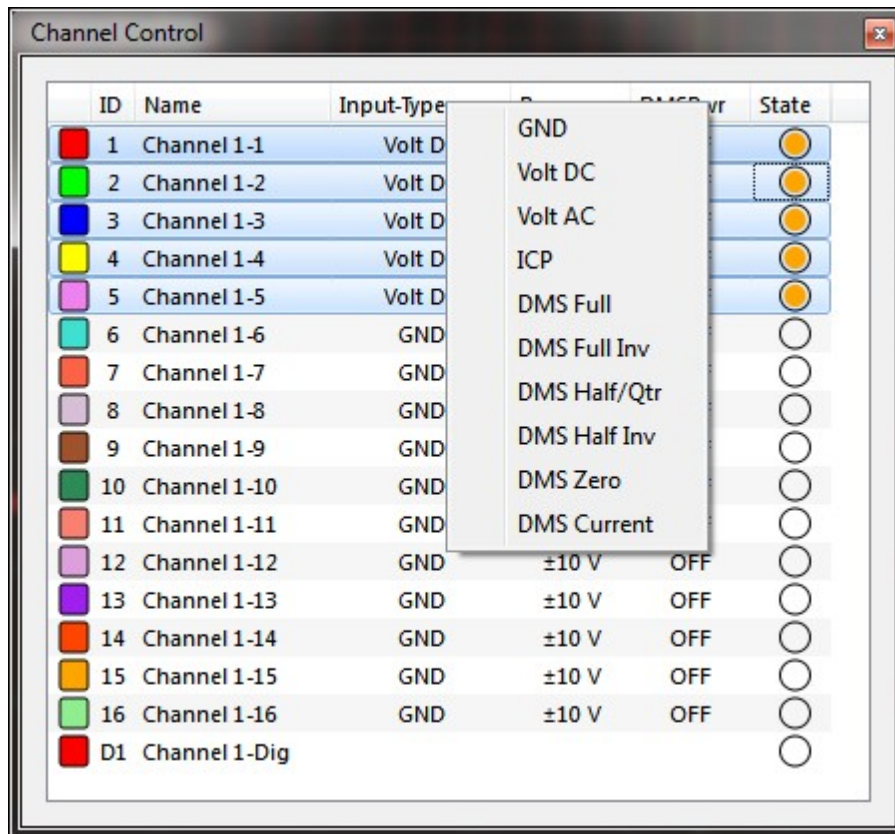 Channel Control
ID Name Input-Type State
1 Channel 1-1 Volt D
2 Channel 1-2 Volt D
3 Channel 1-3 Volt D
4 Channel 1-4 Volt D
5 Channel 1-5 Volt D
6 Channel 1-6 GND
7 Channel 1-7 GND
8 Channel 1-8 GND
9 Channel 1-9 GND
10 Channel 1-10 GND
11 Channel 1-11 GND
12 Channel 1-12 GND ±10 V OFF
13 Channel 1-13 GND ±10 V OFF
14 Channel 1-14 GND ±10 V OFF
15 Channel 1-15 GND ±10 V OFF
16 Channel 1-16 GND ±10 V OFF
D1 Channel 1-Dig
GND
Volt DC
Volt AC
ICP
DMS Full
DMS Full Inv
DMS Half/Qtr
DMS Half Inv
DMS Zero
DMS Current